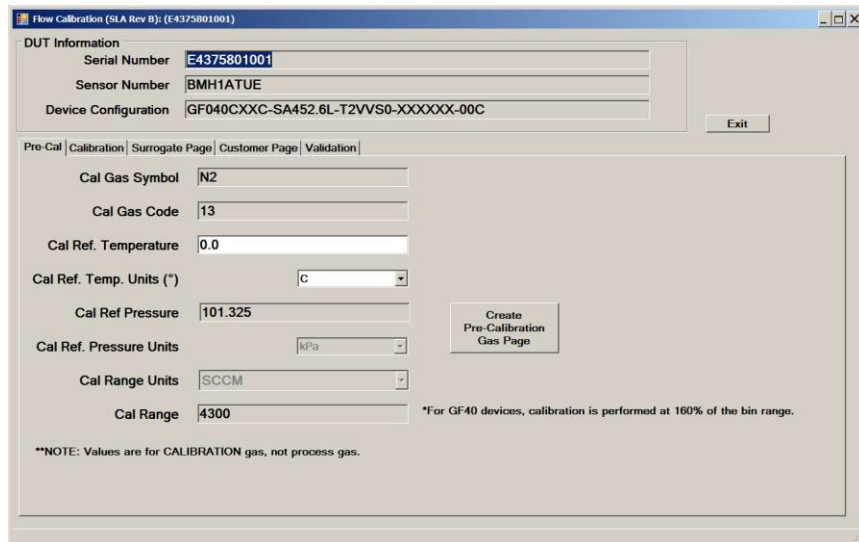 Flow Calibration (SLA Rev B): (E4375801001)
DUT Information
Serial Number E4375801001
Sensor Number BMH1ATUE
Device Configuration GF040CXXC-SA452.6L-T2VVS0-XXXXXX-00C
Exit
Pre-Cal Calibration Surrogate Page Customer Page Validation
Cal Gas Symbol N2
Cal Gas Code 13
Cal Ref. Temperature 0.0
Cal Ref. Temp. Units (°) C
Cal Ref Pressure 101.325
Create
Pre-Calibration
Gas Page
Cal Ref. Pressure Units kPa
Cal Range Units SCCM
Cal Range 4300 *For GF40 devices, calibration is performed at 160% of the bin range.
**NOTE: Values are for CALIBRATION gas, not process gas.